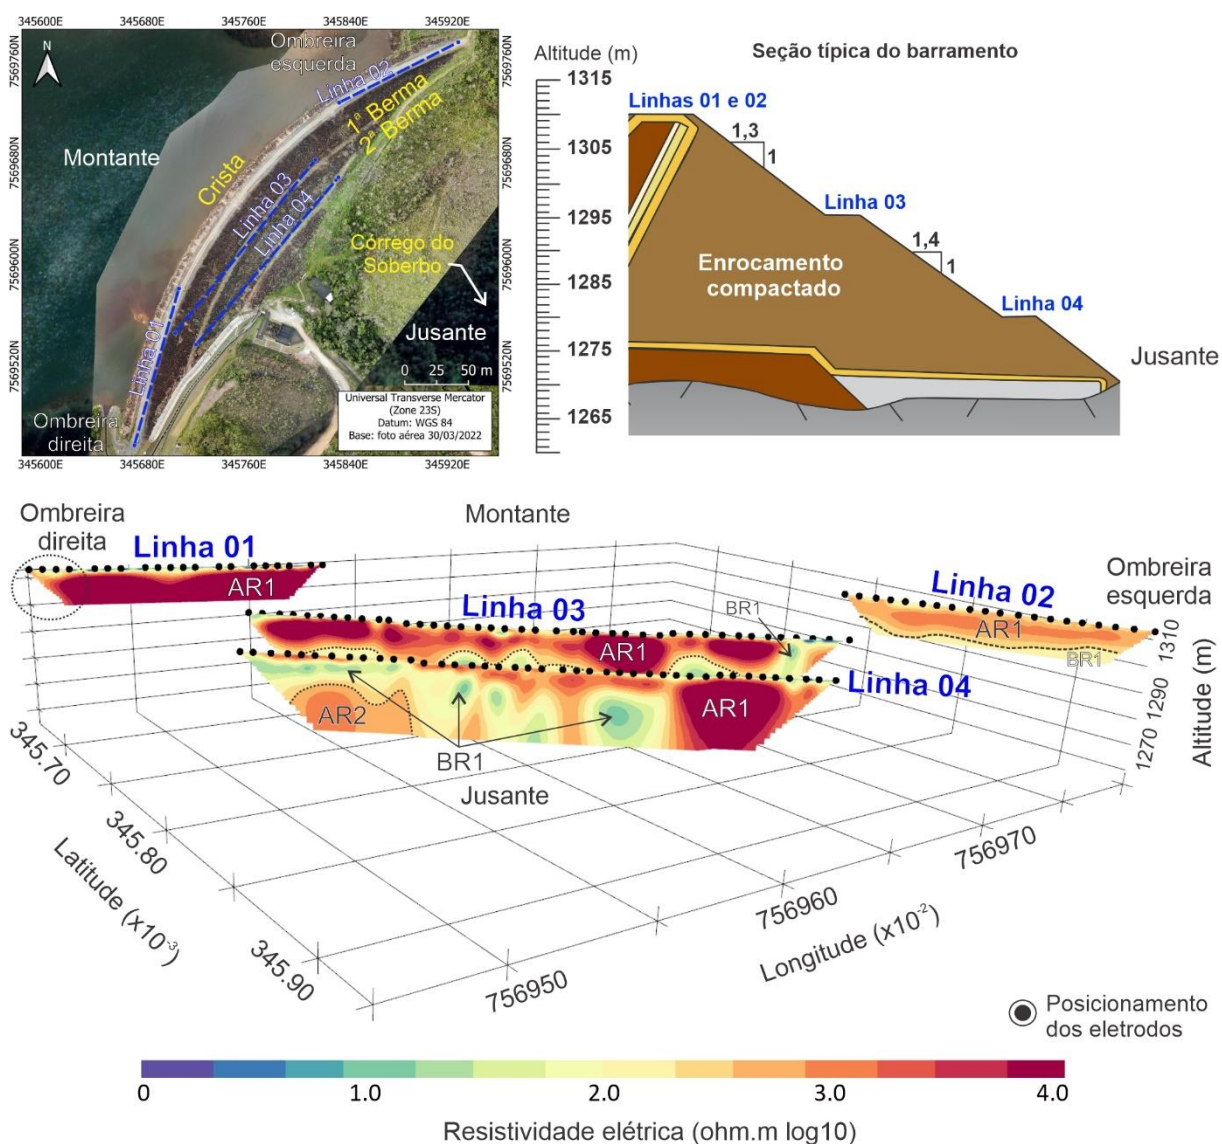 345600E 345680E 345760E 345840E 345920E
7569760N
7569680N
7569600N
7569520N
7569760N
7569680N
7569600N
7569520N
N
Ombreira
esquerda
Linha 02
1ª Berma
2ª Berma
Montante
Crista
Linha 03
Linha 04
Linha 01
Córrego do
Soberbo
Jusante
0 25 50 m
Universal Transverse Mercator
(Zone 23S)
Datum: WGS 84
Base: foto aérea 30/03/2022
Ombreira
direita
345600E 345680E 345760E 345840E 345920E
Altitude (m)
1315
1305
1295
1285
1275
1265
Seção típica do barramento
Linhas 01 e 02
1,3
1
Linha 03
1,4
1
Enrocamento
compactado
Linha 04
Jusante
Ombreira
direita
Montante
Linha 01
AR1
Linha 03
AR1
BR1
Linha 02
AR1
BR1
Ombreira
esquerda
1310
1290
1270
Altitude (m)
Linha 04
AR2
AR1
BR1
Jusante
345.70
345.80
345.90
Latitude (x10⁻³)
756950
756960
756970
Longitude (x10⁻²)
Posicionamento
dos eletrodos
0 1.0 2.0 3.0 4.0
Resistividade elétrica (ohm.m log10)